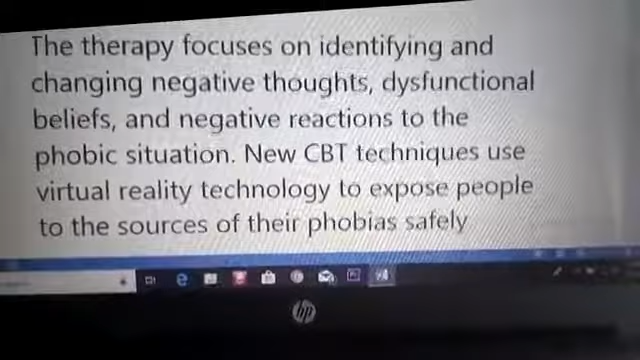 The therapy focuses on identifying and
changing negative thoughts, dysfunctional
beliefs, and negative reactions to the
phobic situation. New CBT techniques use
virtual reality technology to expose people
to the sources of their phobias safely
hp